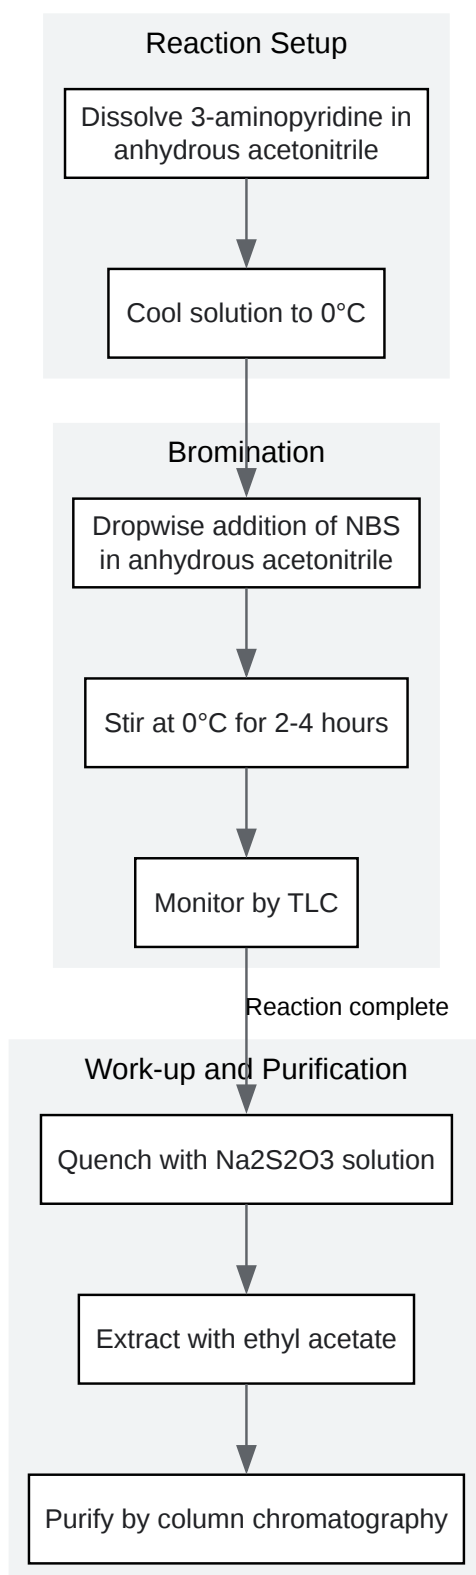 Reaction Setup
Dissolve 3-aminopyridine in
anhydrous acetonitrile
Cool solution to 0°C
Bromination
Dropwise addition of NBS
in anhydrous acetonitrile
Stir at 0°C for 2-4 hours
Monitor by TLC
Reaction complete
Work-up and Purification
Quench with Na2S2O3 solution
Extract with ethyl acetate
Purify by column chromatography